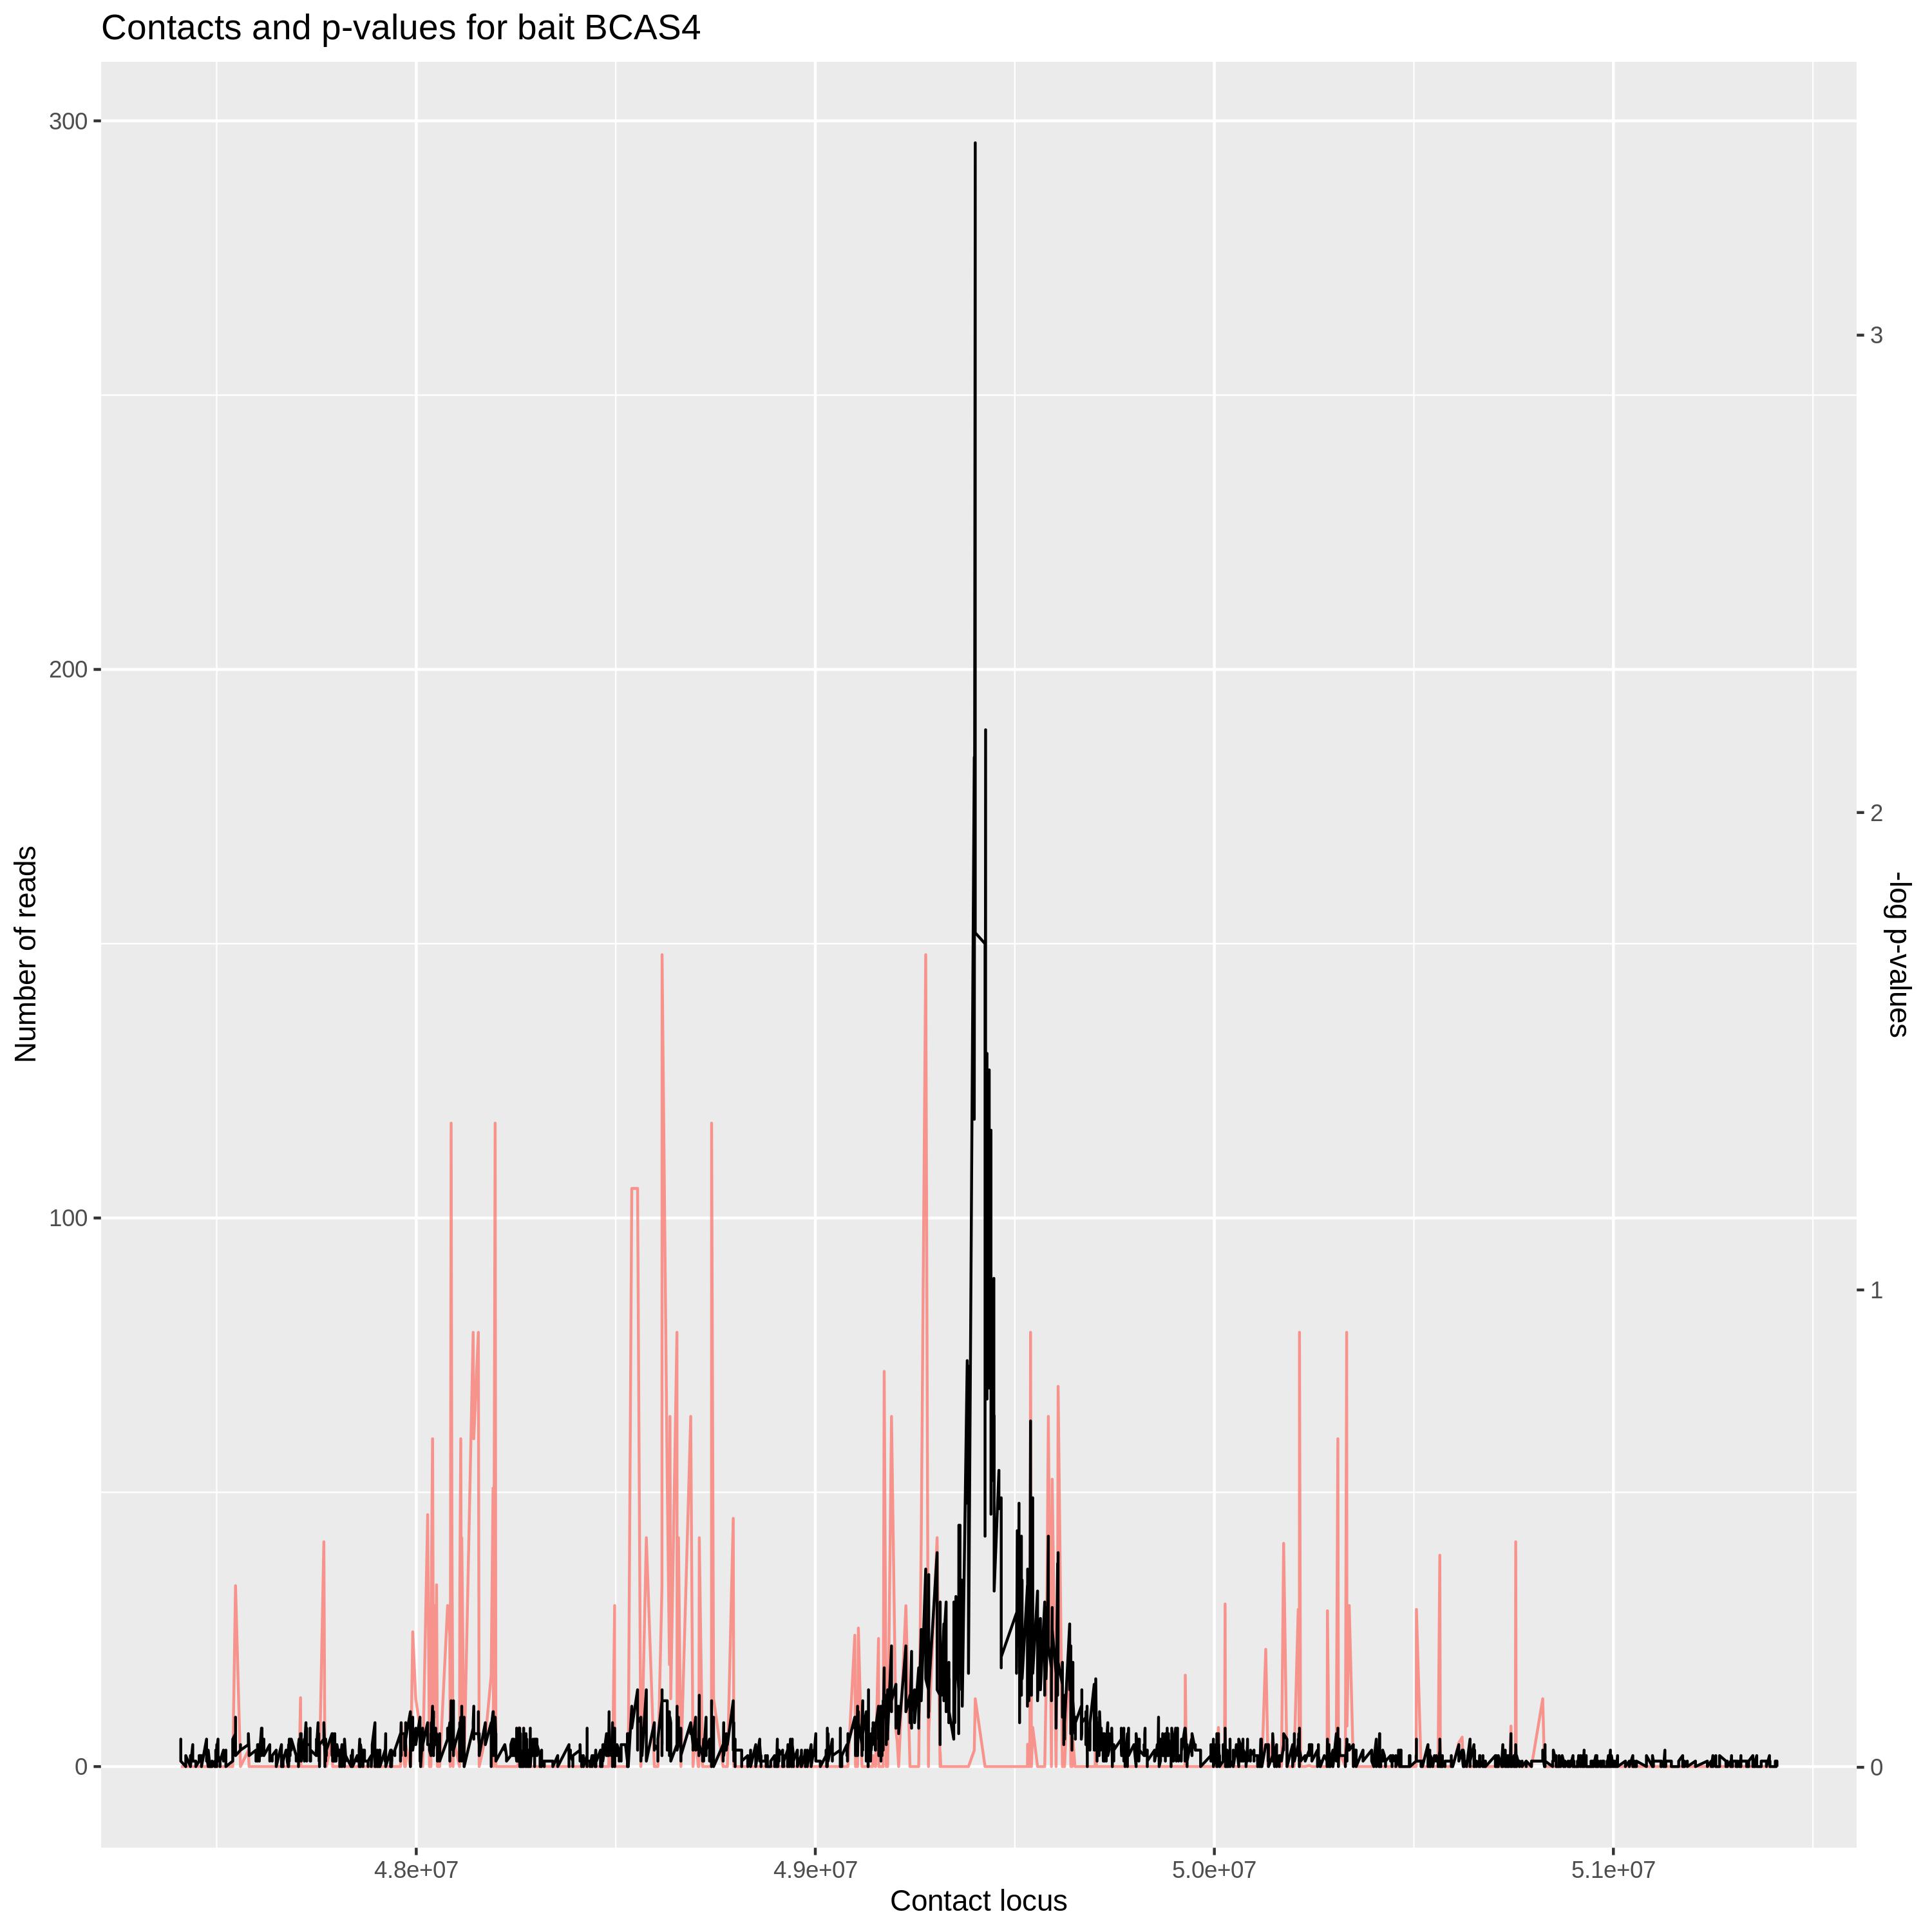 Contacts and p-values for bait BCAS4
300
200
100
0
Number of reads
3
2
1
0
-log p-values
4.8e+07 4.9e+07 5.0e+07 5.1e+07
Contact locus